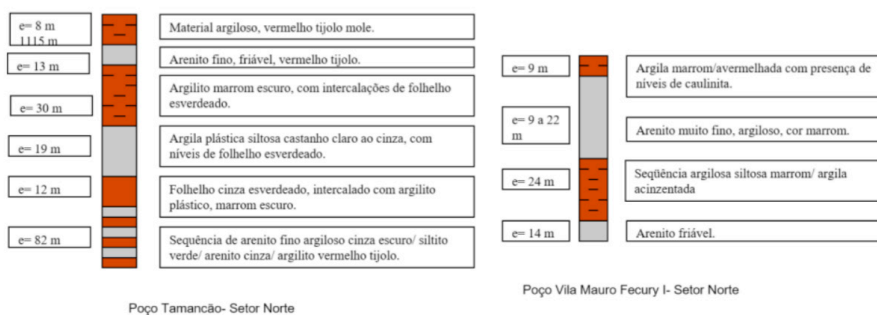 e= 8 m
1115 m
Material argiloso, vermelho tijolo mole.
e= 13 m
Arenito fino, friável, vermelho tijolo.
e= 30 m
Argilito marrom escuro, com intercalações de folhelho
esverdeado.
e= 19 m
Argila plástica siltosa castanho claro ao cinza, com
níveis de folhelho esverdeado.
e= 12 m
Folhelho cinza esverdeado, intercalado com argilito
plástico, marrom escuro.
e= 82 m
Sequência de arenito fino argiloso cinza escuro/ siltito
verde/ arenito cinza/ argilito vermelho tijolo.
Poço Tamancão- Setor Norte
e= 9 m
Argila marrom/avermelhada com presença de
níveis de caulinita.
e= 9 a 22
m
Arenito muito fino, argiloso, cor marrom.
e= 24 m
Seqüência argilosa siltosa marrom/ argila
acinzentada
e= 14 m
Arenito friável.
Poço Vila Mauro Fecury I- Setor Norte